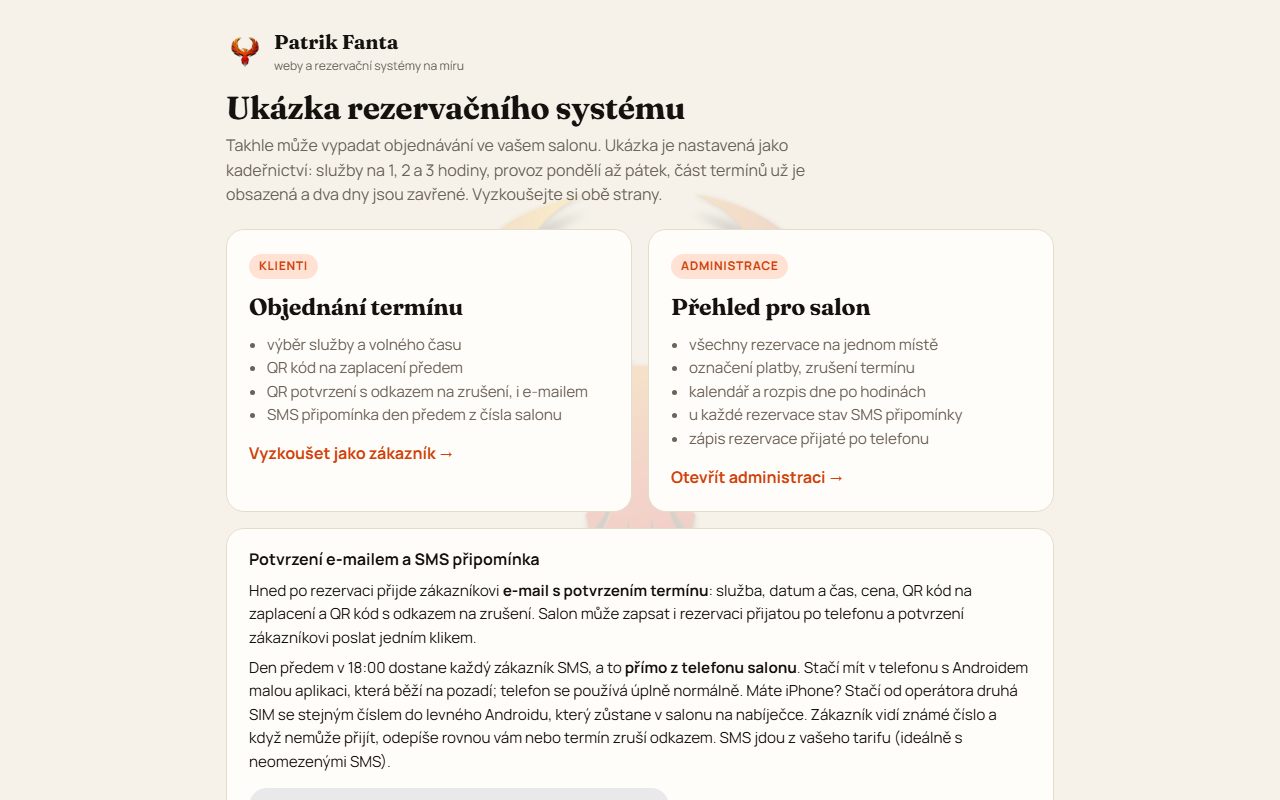 Patrik Fanta
weby a rezervační systémy na míru
Ukázka rezervačního systému
Takhle může vypadat objednávání ve vašem salonu. Ukázka je nastavená jako
kadeřnictví: služby na 1, 2 a 3 hodiny, provoz pondělí až pátek, část termínů už je
obsazená a dva dny jsou zavřené. Vyzkoušejte si obě strany.
KLIENTI
Objednání termínu
• výběr služby a volného času
• QR kód na zaplacení předem
• QR potvrzení s odkazem na zrušení, i e-mailem
• SMS připomínka den předem z čísla salonu
Vyzkoušet jako zákazník →
ADMINISTRACE
Přehled pro salon
• všechny rezervace na jednom místě
• označení platby, zrušení termínu
• kalendář a rozpis dne po hodinách
• u každé rezervace stav SMS připomínky
• zápis rezervace přijaté po telefonu
Otevřít administraci →
Potvrzení e-mailem a SMS připomínka
Hned po rezervaci přijde zákazníkovi e-mail s potvrzením termínu: služba, datum a čas, cena, QR kód na
zaplacení a QR kód s odkazem na zrušení. Salon může zapsat i rezervaci přijatou po telefonu a potvrzení
zákazníkovi poslat jedním klikem.
Den předem v 18:00 dostane každý zákazník SMS, a to přímo z telefonu salonu. Stačí mít v telefonu s Androidem
malou aplikaci, která běží na pozadí; telefon se používá úplně normálně. Máte iPhone? Stačí od operátora druhá
SIM se stejným číslem do levného Androidu, který zůstane v salonu na nabíječce. Zákazník vidí známé číslo a
když nemůže přijít, odepíše rovnou vám nebo termín zruší odkazem. SMS jdou z vašeho tarifu (ideálně s
neomezenými SMS).